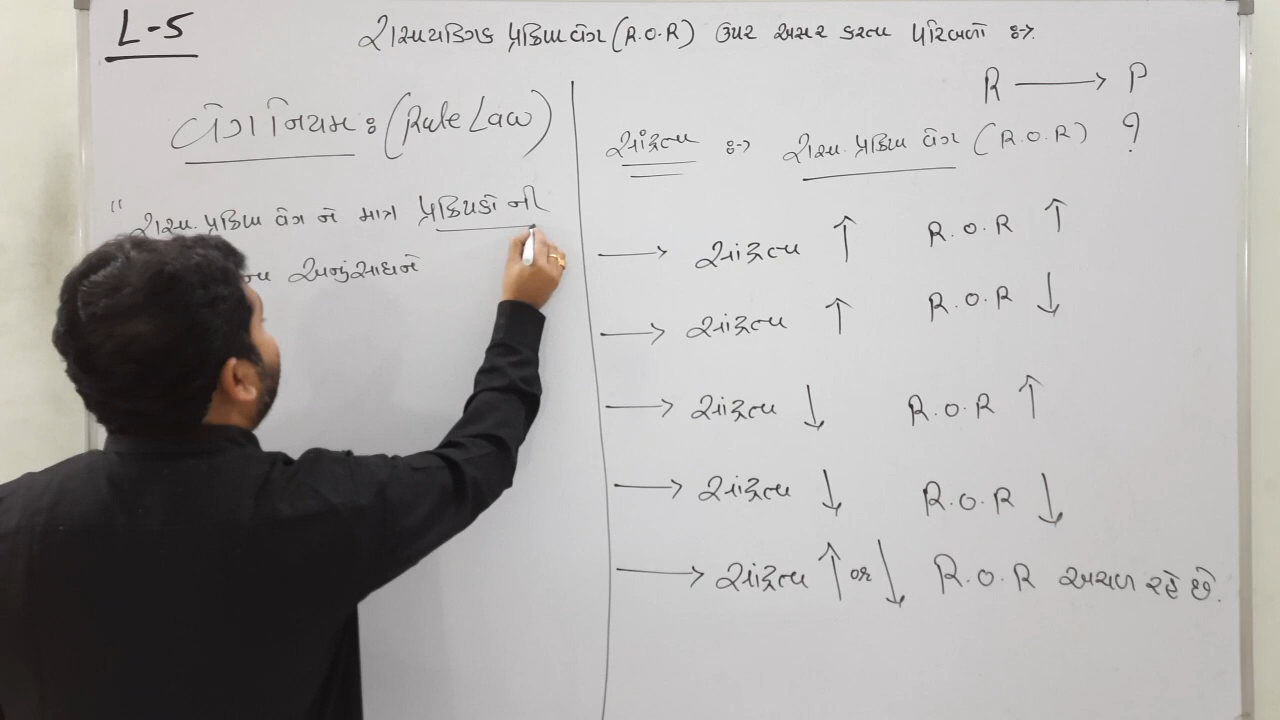 L-5
રાસાયણિક પ્રક્રિયા વેગ (R.O.R) ઉપર અસર કરતા પરિબળો :->
વેગ નિયમ : (Rate Law)
" રાસા. પ્રક્રિયા વેગ ને માત્ર પ્રક્રિયકો ની
અનુસંધાને
R ⟶ P
સાંદ્રતા :-> રાસા. પ્રક્રિયા વેગ (R.O.R) ?
→ સાંદ્રતા ↑ R.O.R ↑
→ સાંદ્રતા ↑ R.O.R ↓
→ સાંદ્રતા ↓ R.O.R ↑
→ સાંદ્રતા ↓ R.O.R ↓
→ સાંદ્રતા ↑ or ↓ R.O.R અચળ રહે છે.